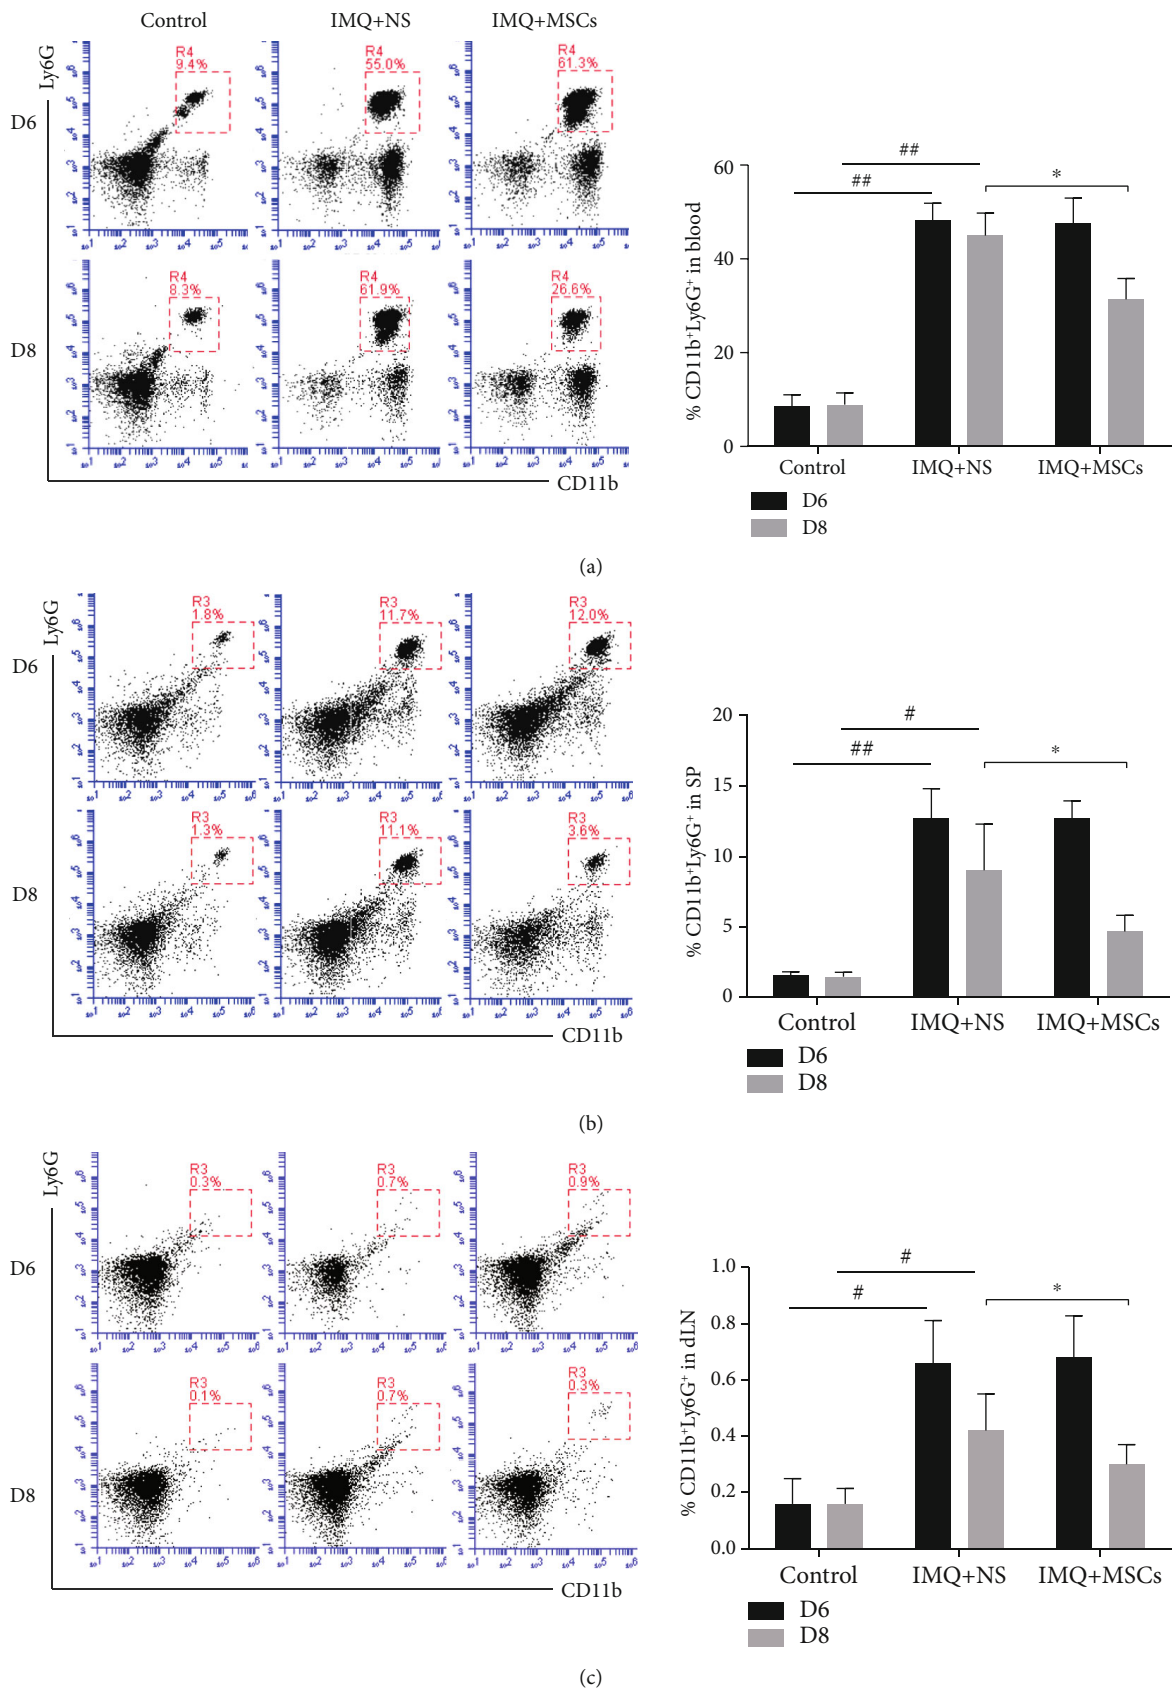 Control IMQ+NS IMQ+MSCs
Ly6G
D6
R4
9.4%
R4
55.0%
R4
61.3%
D8
R4
8.3%
R4
61.9%
R4
26.6%
CD11b
% CD11b+Ly6G+ in blood
60
40
20
0
##
##
*
Control IMQ+NS IMQ+MSCs
D6
D8
(a)
Ly6G
D6
R3
1.8%
R3
11.7%
R3
12.0%
D8
R3
1.3%
R3
11.1%
R3
3.6%
CD11b
% CD11b+Ly6G+ in SP
20
15
10
5
0
#
##
*
Control IMQ+NS IMQ+MSCs
D6
D8
(b)
Ly6G
D6
R3
0.3%
R3
0.7%
R3
0.9%
D8
R3
0.1%
R3
0.7%
R3
0.3%
CD11b
% CD11b+Ly6G+ in dLN
1.0
0.8
0.6
0.4
0.2
0.0
#
#
*
Control IMQ+NS IMQ+MSCs
D6
D8
(c)